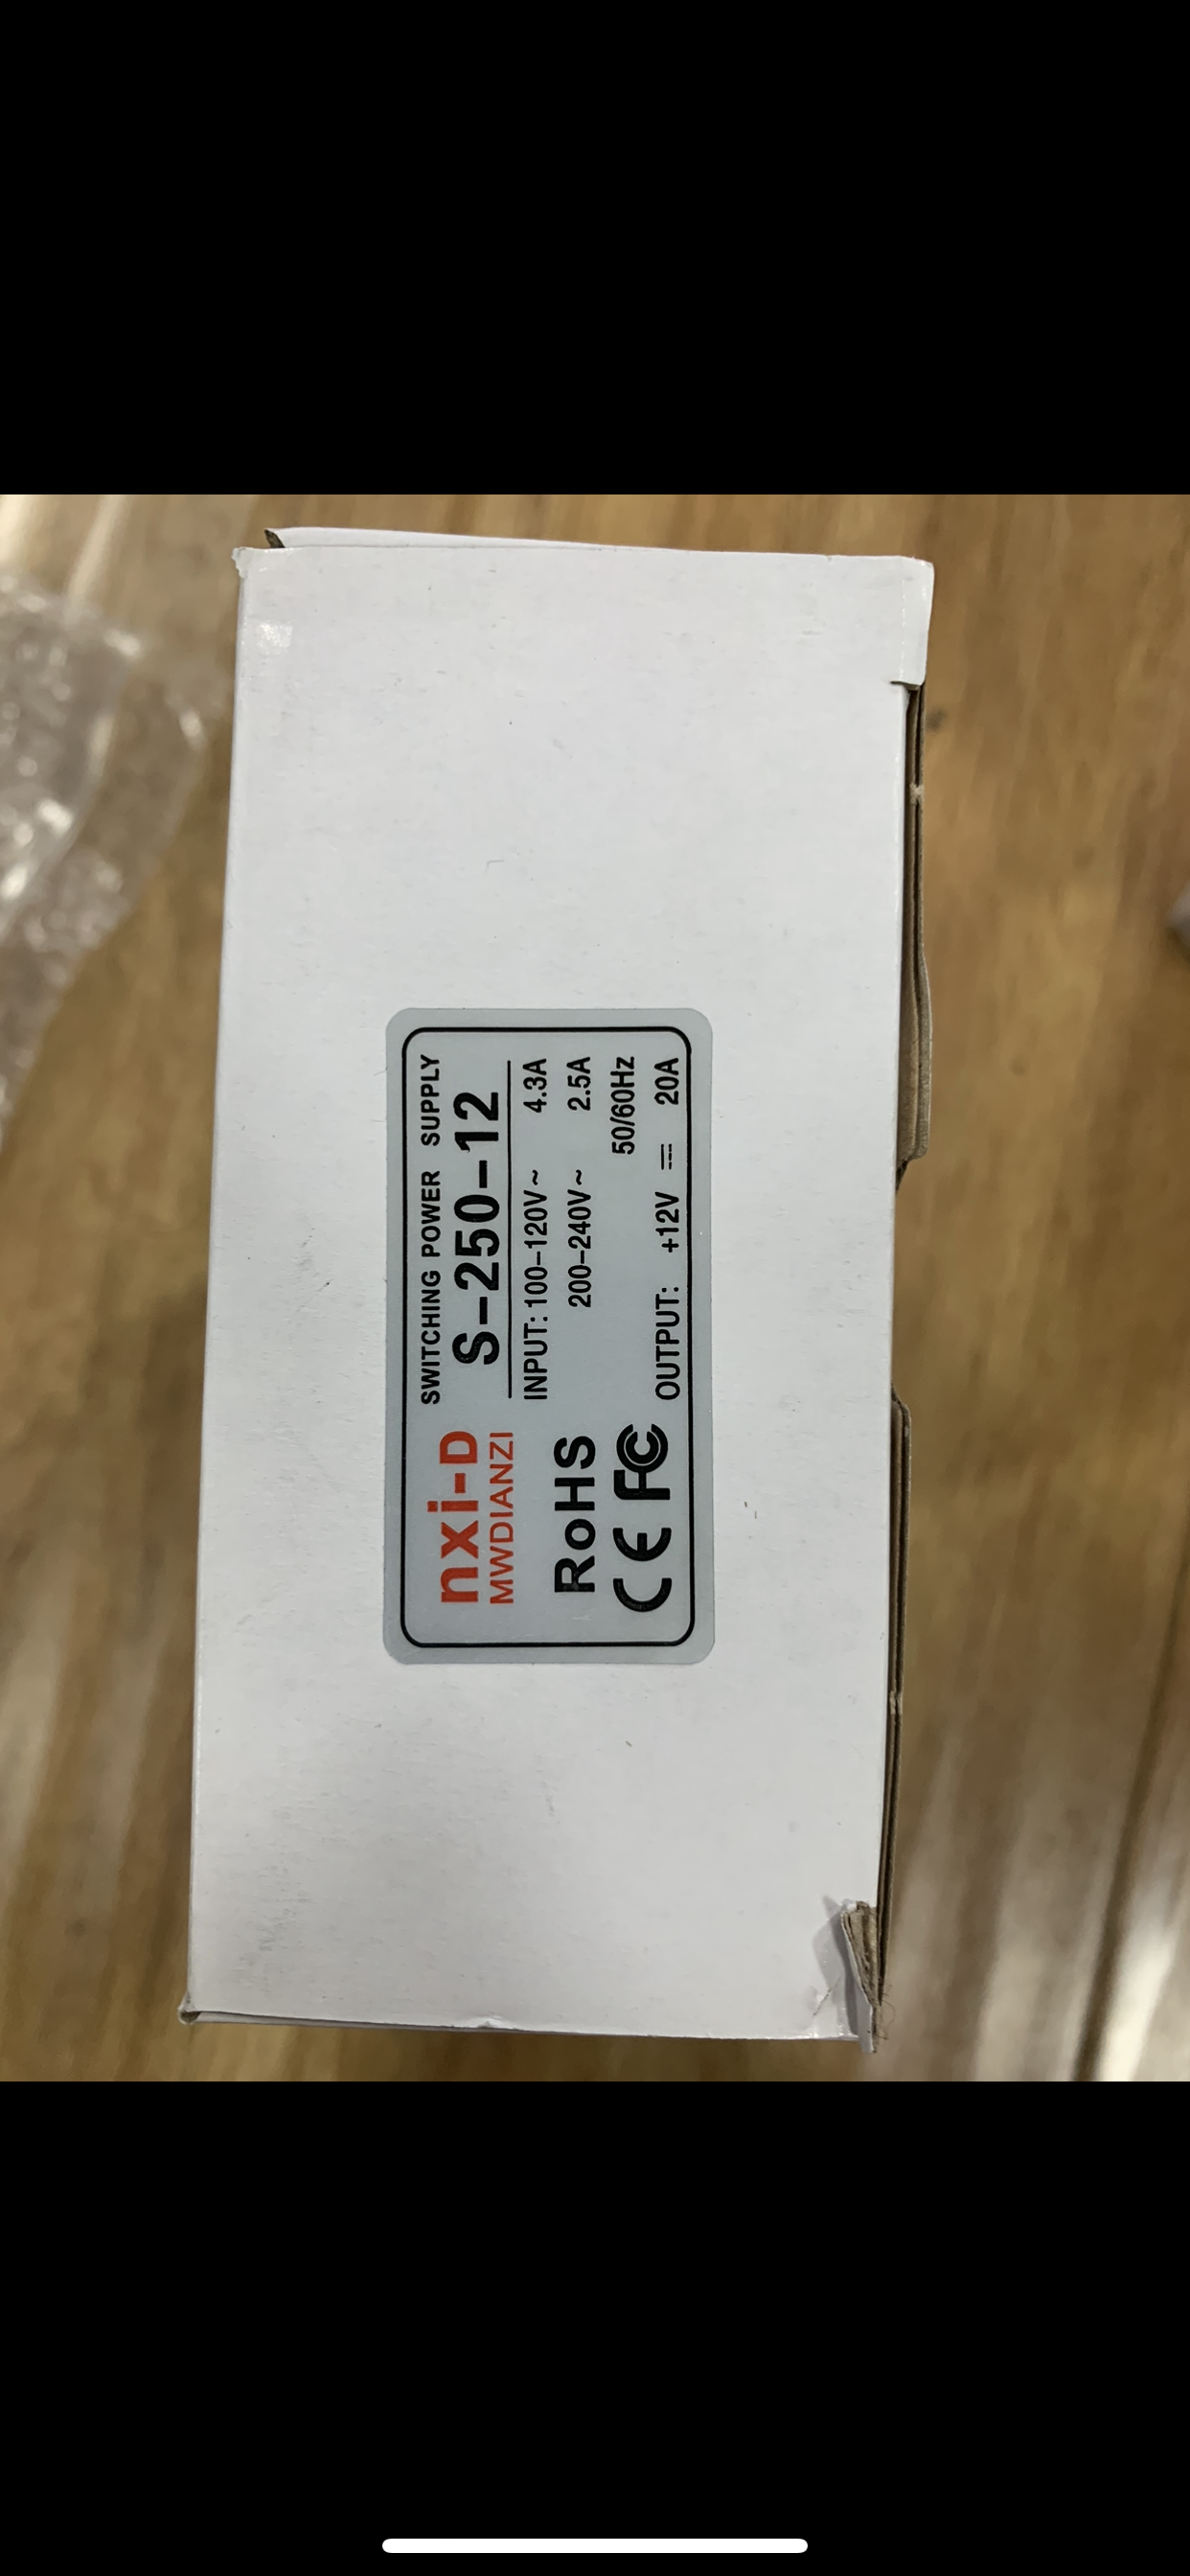 nxi-D
MWDIANZI
RoHS
CE FC
SWITCHING POWER SUPPLY
S-250-12
INPUT: 100-120V~ 4.3A
200-240V~ 2.5A
50/60Hz
OUTPUT: +12V ⎓ 20A